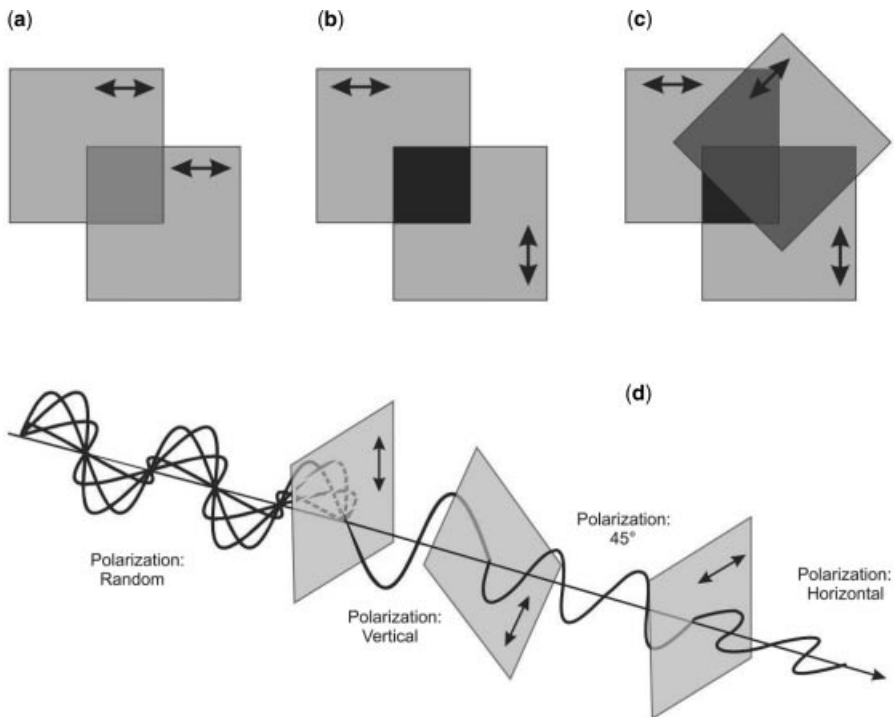 (a)
(b)
(c)
(d)
Polarization:
Random
Polarization:
Vertical
Polarization:
45°
Polarization:
Horizontal